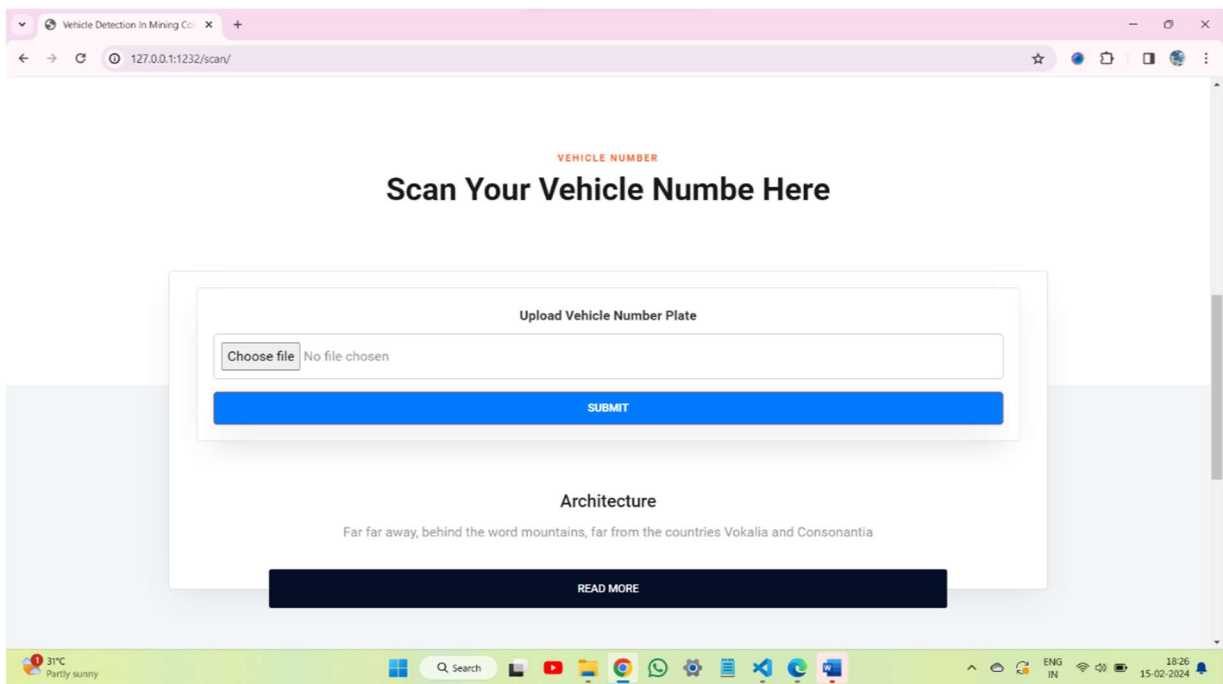 Vehicle Detection In Mining Co
127.0.0.1:1232/scan/
VEHICLE NUMBER
Scan Your Vehicle Numbe Here
Upload Vehicle Number Plate
Choose file No file chosen
SUBMIT
Architecture
Far far away, behind the word mountains, far from the countries Vokalia and Consonantia
READ MORE
1
31°C
Partly sunny
Search
ENG
IN
18:26
15-02-2024